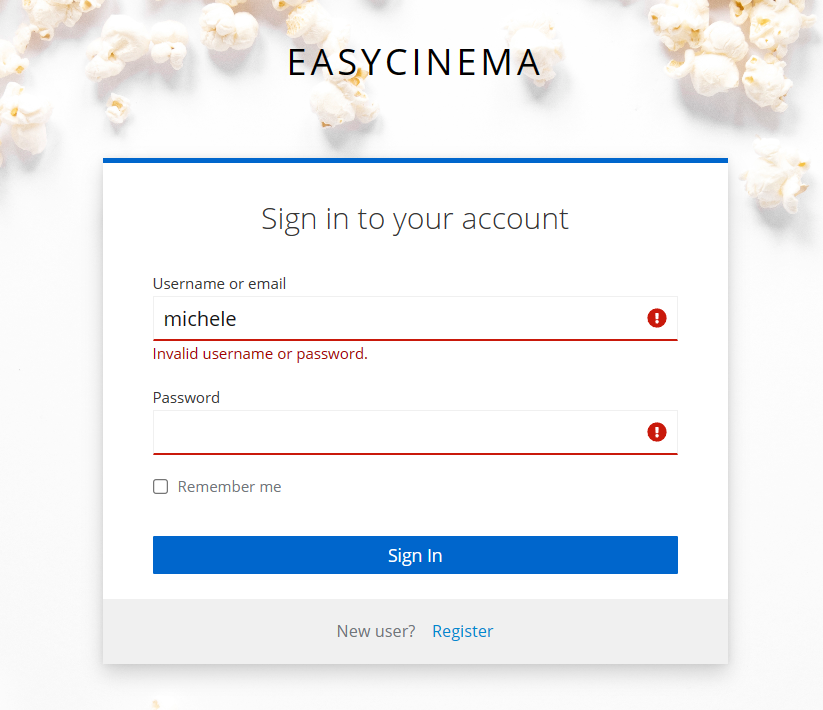 EASYCINEMA
Sign in to your account
Username or email
michele
Invalid username or password.
Password
Remember me
Sign In
New user? Register